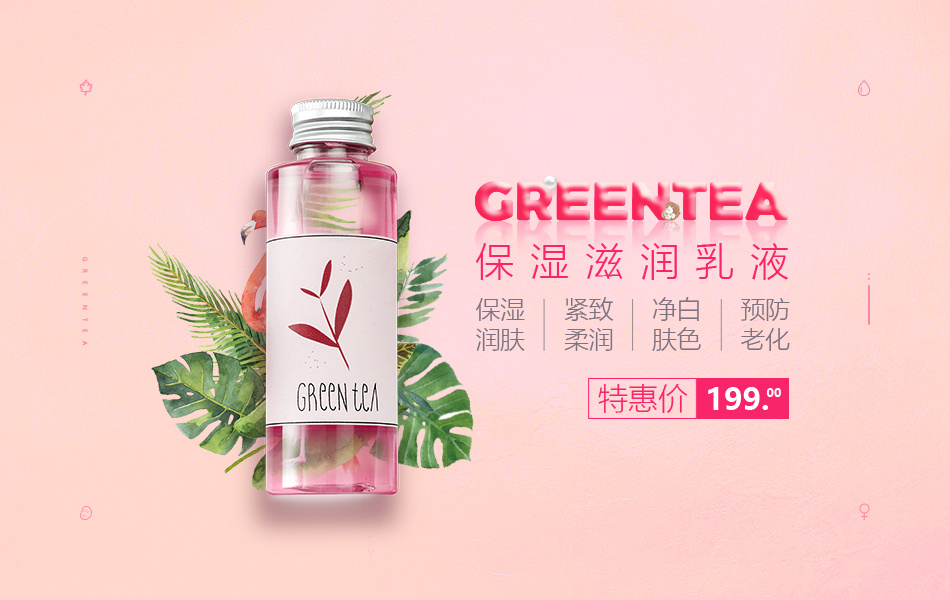 GREENTEA
GREENTEA
保湿滋润乳液
保湿 紧致 净白 预防
润肤 柔润 肤色 老化
特惠价 199.00
GREEN tEA